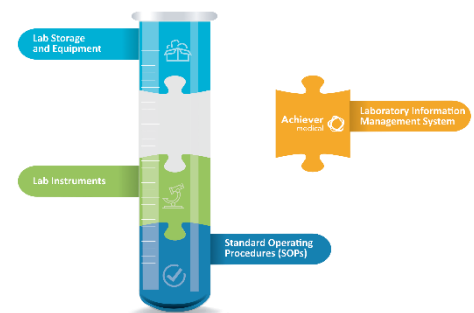 Lab Storage
and Equipment
Achiever
medical
Laboratory Information
Management System
Lab Instruments
Standard Operating
Procedures (SOPs)